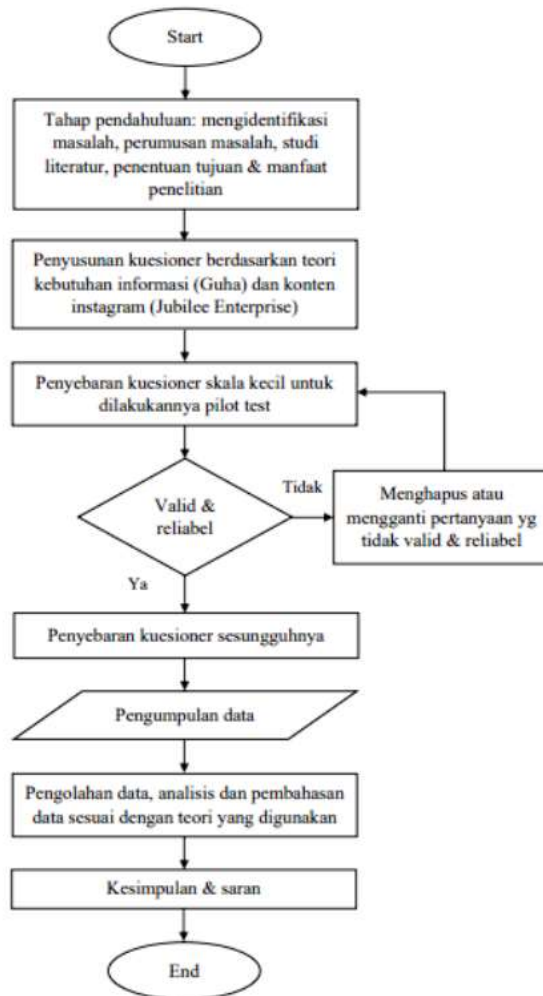 Start
Tahap pendahuluan: mengidentifikasi
masalah, perumusan masalah, studi
literatur, penentuan tujuan & manfaat
penelitian
Penyusunan kuesioner berdasarkan teori
kebutuhan informasi (Guha) dan konten
instagram (Jubilee Enterprise)
Penyebaran kuesioner skala kecil untuk
dilakukannya pilot test
Valid &
reliabel
Tidak
Menghapus atau
mengganti pertanyaan yg
tidak valid & reliabel
Ya
Penyebaran kuesioner sesungguhnya
Pengumpulan data
Pengolahan data, analisis dan pembahasan
data sesuai dengan teori yang digunakan
Kesimpulan & saran
End